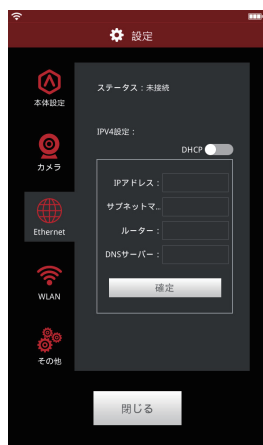 設定
本体設定
カメラ
Ethernet
WLAN
その他
ステータス：未接続
IPV4設定：
DHCP
IPアドレス：
サブネットマ...
ルーター：
DNSサーバー：
確定
閉じる